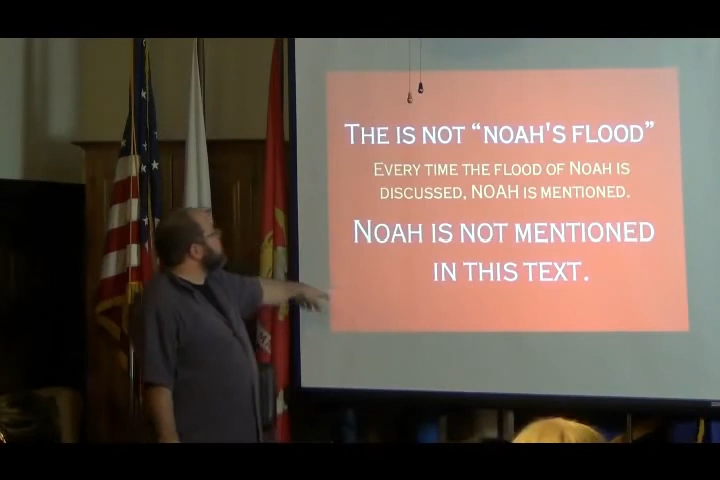 THE IS NOT “NOAH'S FLOOD”
EVERY TIME THE FLOOD OF NOAH IS
DISCUSSED, NOAH IS MENTIONED.
NOAH IS NOT MENTIONED
IN THIS TEXT.